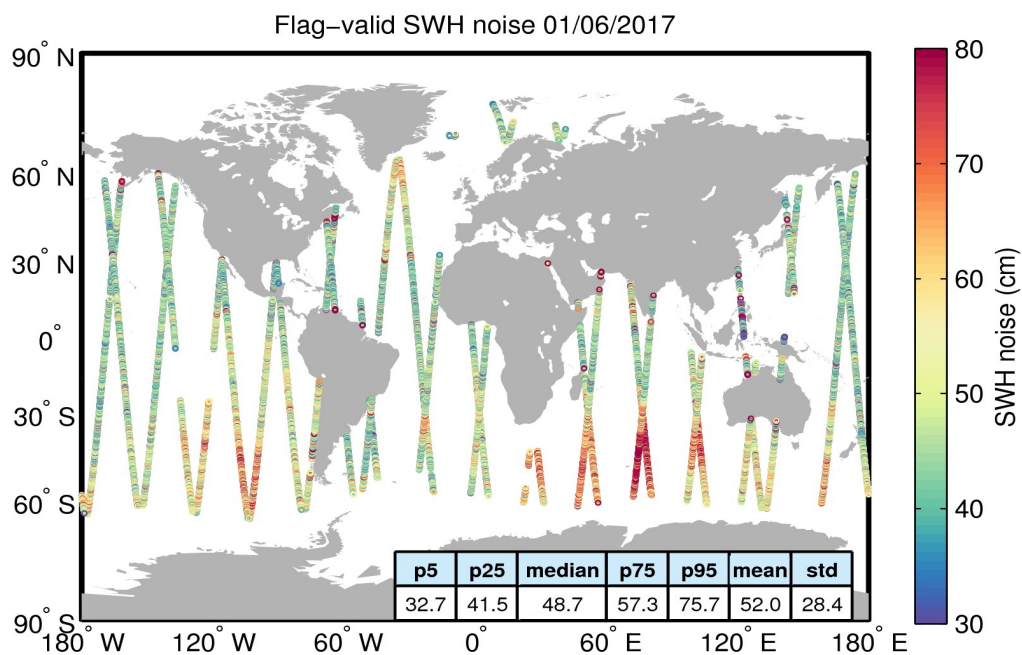 Flag−valid SWH noise 01/06/2017
90° N
60° N
30° N
0°
30° S
60° S
90° S
180° W
120° W
60° W
0°
60° E
120° E
180° E
80
70
60
50
40
30
SWH noise (cm)
p5 p25 median p75 p95 mean std
32.7 41.5 48.7 57.3 75.7 52.0 28.4